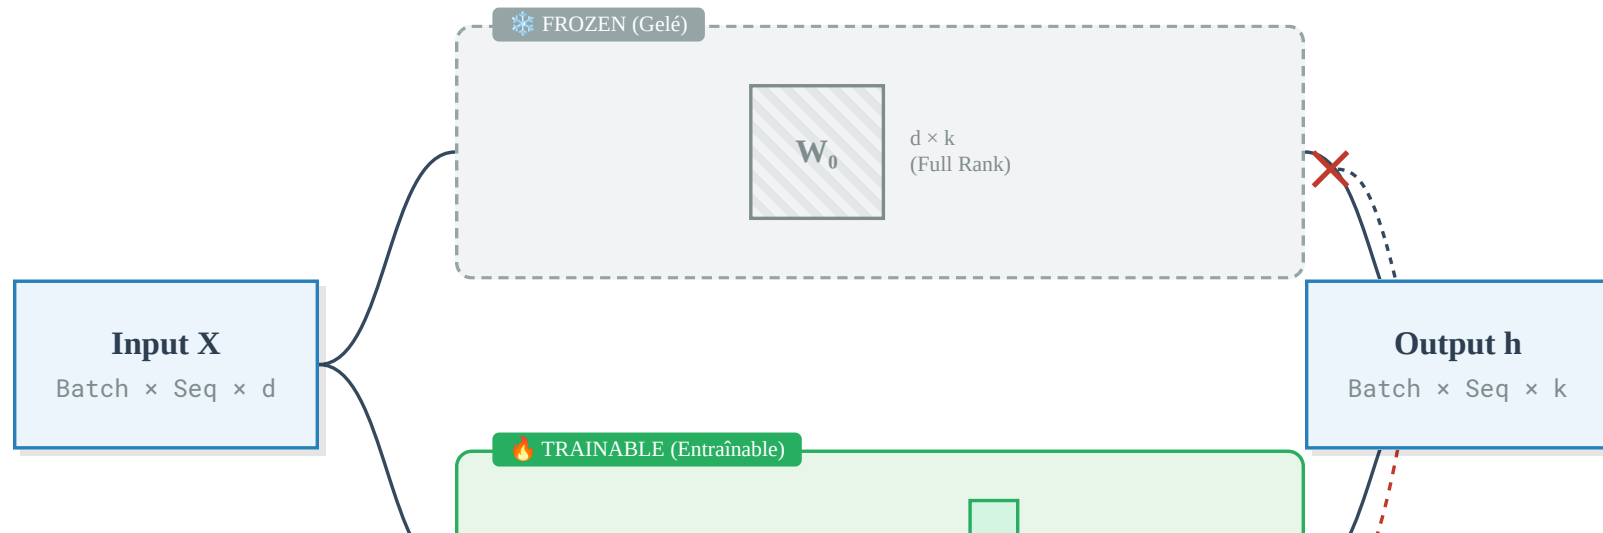 ❄️ FROZEN (Gelé)
W₀
d × k
(Full Rank)
Input X
Batch × Seq × d
Output h
Batch × Seq × k
🔥 TRAINABLE (Entraînable)